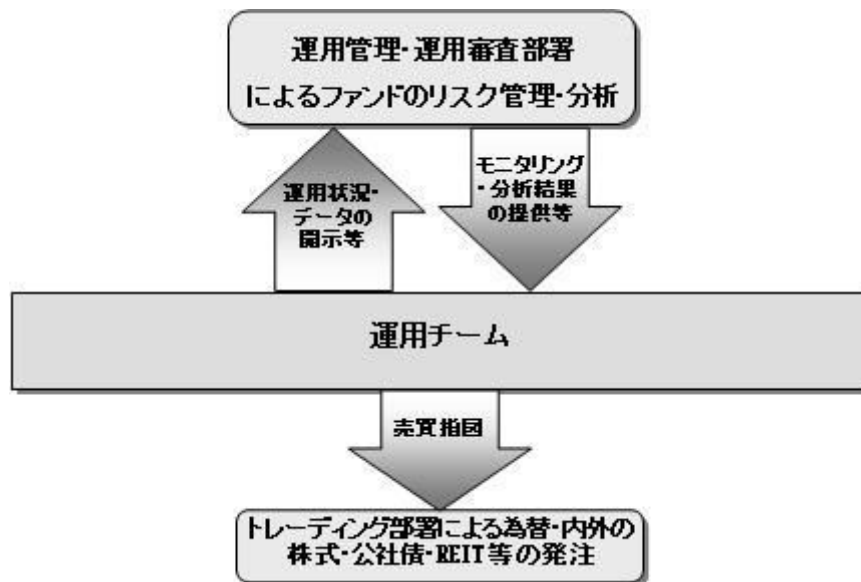 運用管理・運用審査部署
によるファンドのリスク管理・分析
運用状況・
データの
開示等
モニタリング
・分析結果
の提供等
運用チーム
売買指図
トレーディング部署による為替・内外の
株式・公社債・REIT等の発注